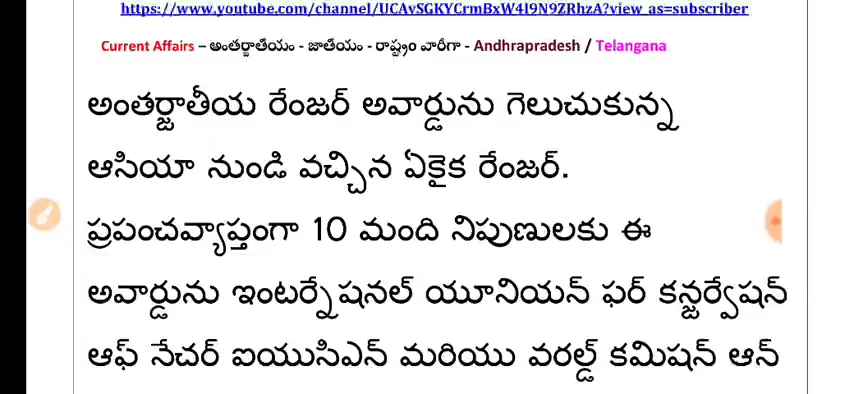 https://www.youtube.com/channel/UCAvSGKYCrmBxW4l9N9ZRhzA?view_as=subscriber
Current Affairs – అంతర్జాతీయం - జాతీయం - రాష్ట్రం వారీగా - Andhrapradesh / Telangana
అంతర్జాతీయ రేంజర్ అవార్డును గెలుచుకున్న
ఆసియా నుండి వచ్చిన ఏకైక రేంజర్.
ప్రపంచవ్యాప్తంగా 10 మంది నిపుణులకు ఈ
అవార్డును ఇంటర్నేషనల్ యూనియన్ ఫర్ కన్జర్వేషన్
ఆఫ్ నేచర్ ఐయుసిఎన్ మరియు వరల్డ్ కమిషన్ ఆన్